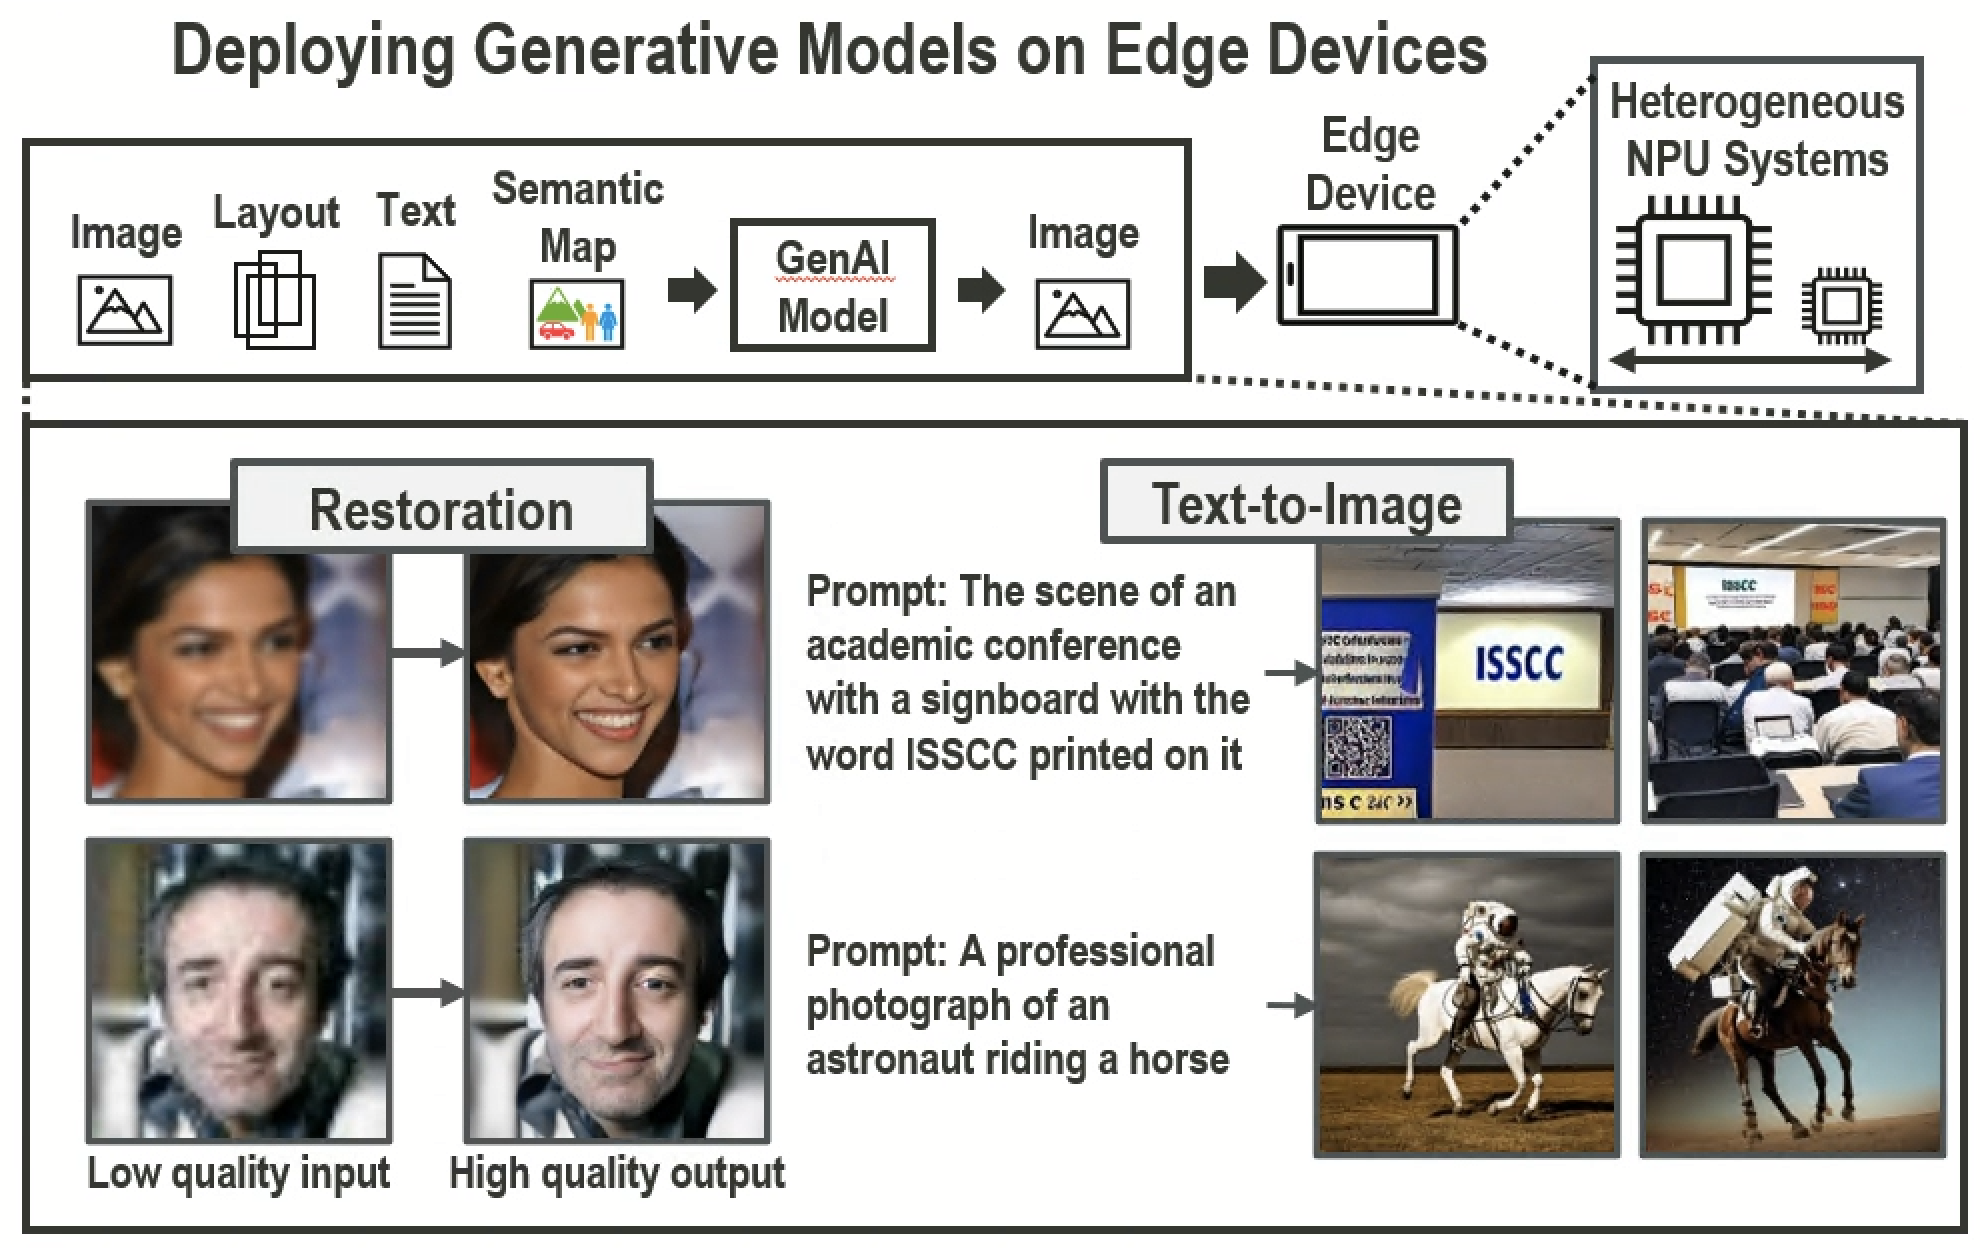 Deploying Generative Models on Edge Devices
Image
Layout
Text
Semantic
Map
GenAI
Model
Image
Edge
Device
Heterogeneous
NPU Systems
Restoration
Low quality input
High quality output
Text-to-Image
Prompt: The scene of an
academic conference
with a signboard with the
word ISSCC printed on it
ISSCC
ISSCC
Prompt: A professional
photograph of an
astronaut riding a horse